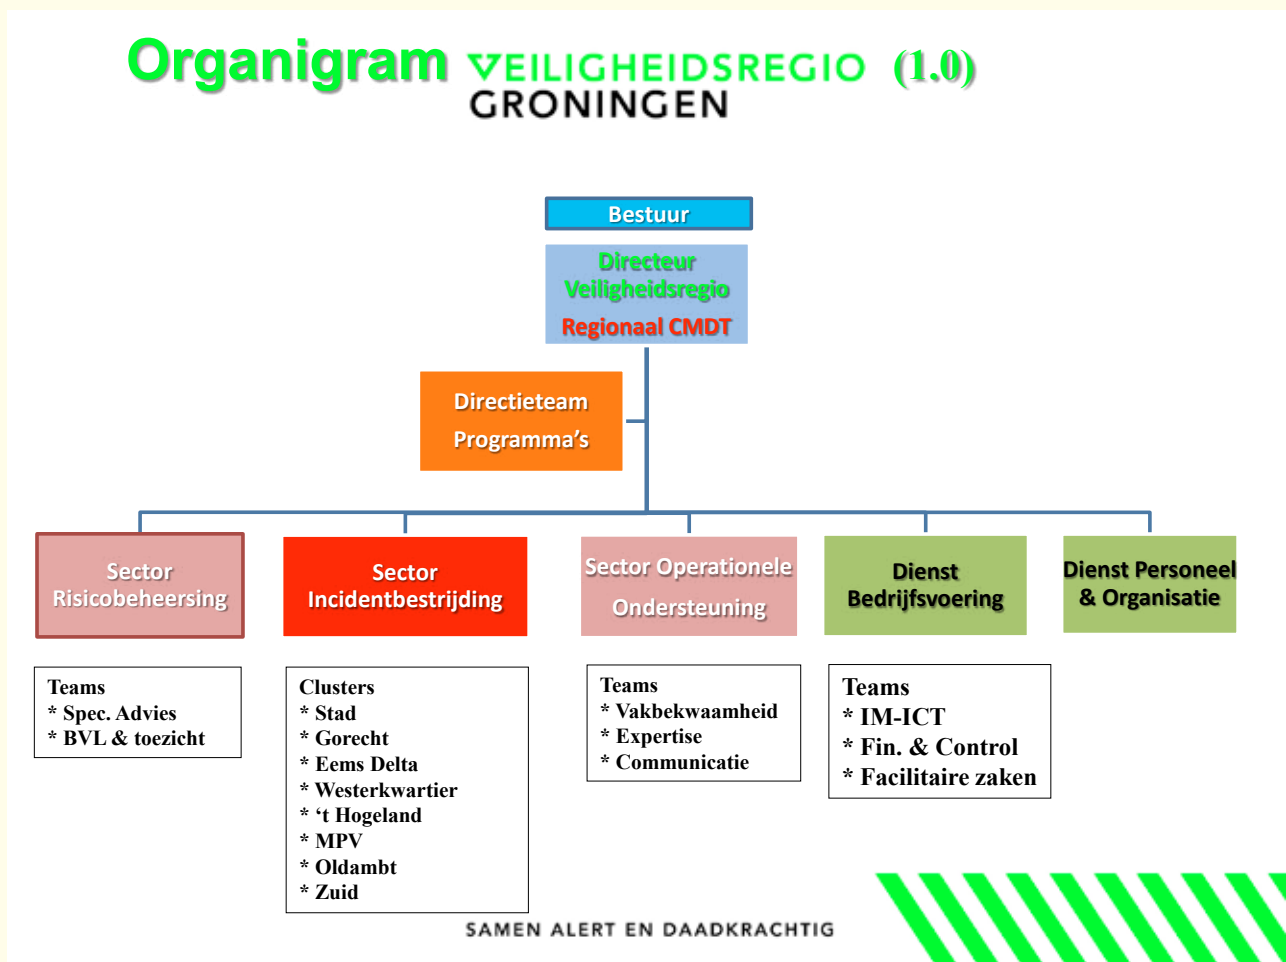 Organigram VEILIGHEIDSREGIO (1.0)
GRONINGEN
Bestuur
Directeur
Veiligheidsregio
Regionaal CMDT
Directieteam
Programma’s
Sector
Risicobeheersing
Sector
Incidentbestrijding
Sector Operationele
Ondersteuning
Dienst
Bedrijfsvoering
Dienst Personeel
& Organisatie
Teams
* Spec. Advies
* BVL & toezicht
Clusters
* Stad
* Gorecht
* Eems Delta
* Westerkwartier
* ‘t Hogeland
* MPV
* Oldambt
* Zuid
Teams
* Vakbekwaamheid
* Expertise
* Communicatie
Teams
* IM-ICT
* Fin. & Control
* Facilitaire zaken
SAMEN ALERT EN DAADKRACHTIG